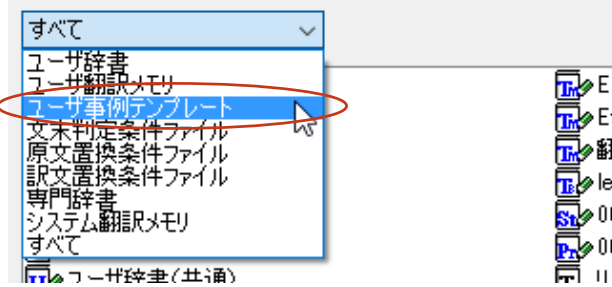 すべて
ユーザ辞書
ユーザ翻訳メモリ
ユーザ事例テンプレート
文末判定条件ファイル
原文置換条件ファイル
訳文置換条件ファイル
専門辞書
システム翻訳メモリ
すべて
ユーザ辞書(共通)